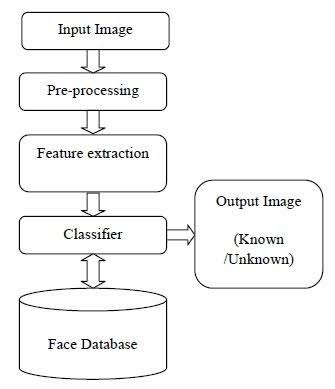 Input Image
Pre-processing
Feature extraction
Classifier
Output Image
(Known
/Unknown)
Face Database